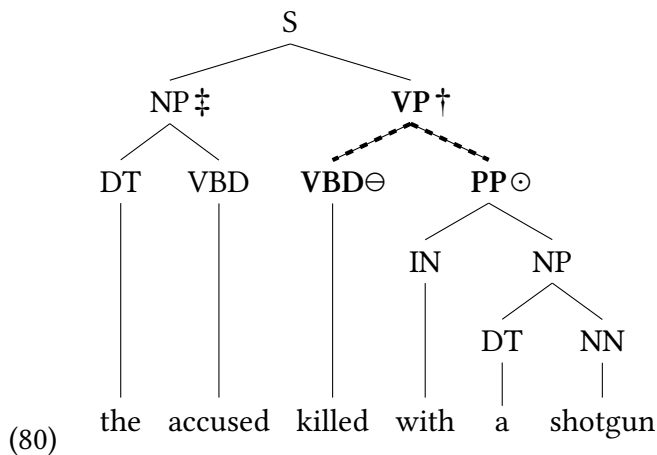 S
NP‡ VP†
DT VBD VBD⊖ PP⊙
IN NP
DT NN
(80) the accused killed with a shotgun